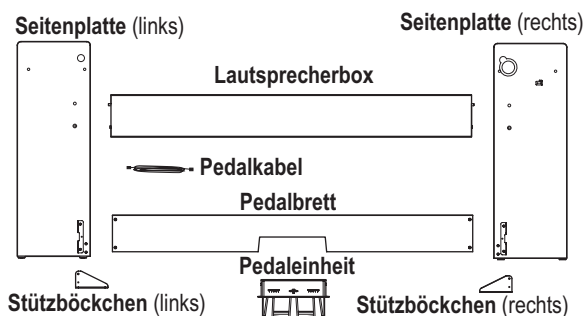 Seitenplatte (links)
Seitenplatte (rechts)
Lautsprecherbox
Pedalkabel
Pedalbrett
Pedaleinheit
Stützböckchen (links)
Stützböckchen (rechts)